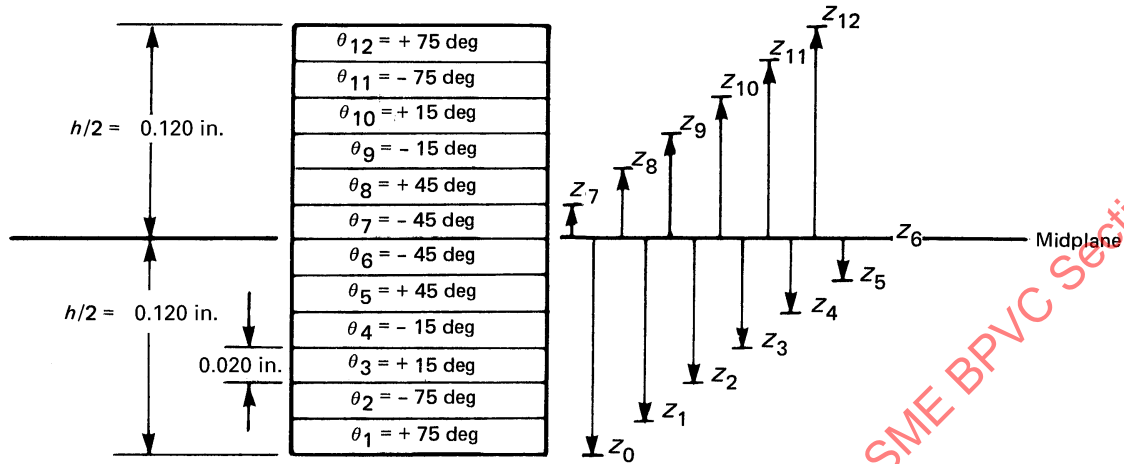 θ12 = + 75 deg
θ11 = – 75 deg
θ10 = + 15 deg
θ9 = – 15 deg
θ8 = + 45 deg
θ7 = – 45 deg
θ6 = – 45 deg
θ5 = + 45 deg
θ4 = – 15 deg
θ3 = + 15 deg
θ2 = – 75 deg
θ1 = + 75 deg
h/2 = 0.120 in.
h/2 = 0.120 in.
0.020 in.
z12
z11
z10
z9
z8
z7
z6
Midplane
z5
z4
z3
z2
z1
z0
SME BPVC Secti